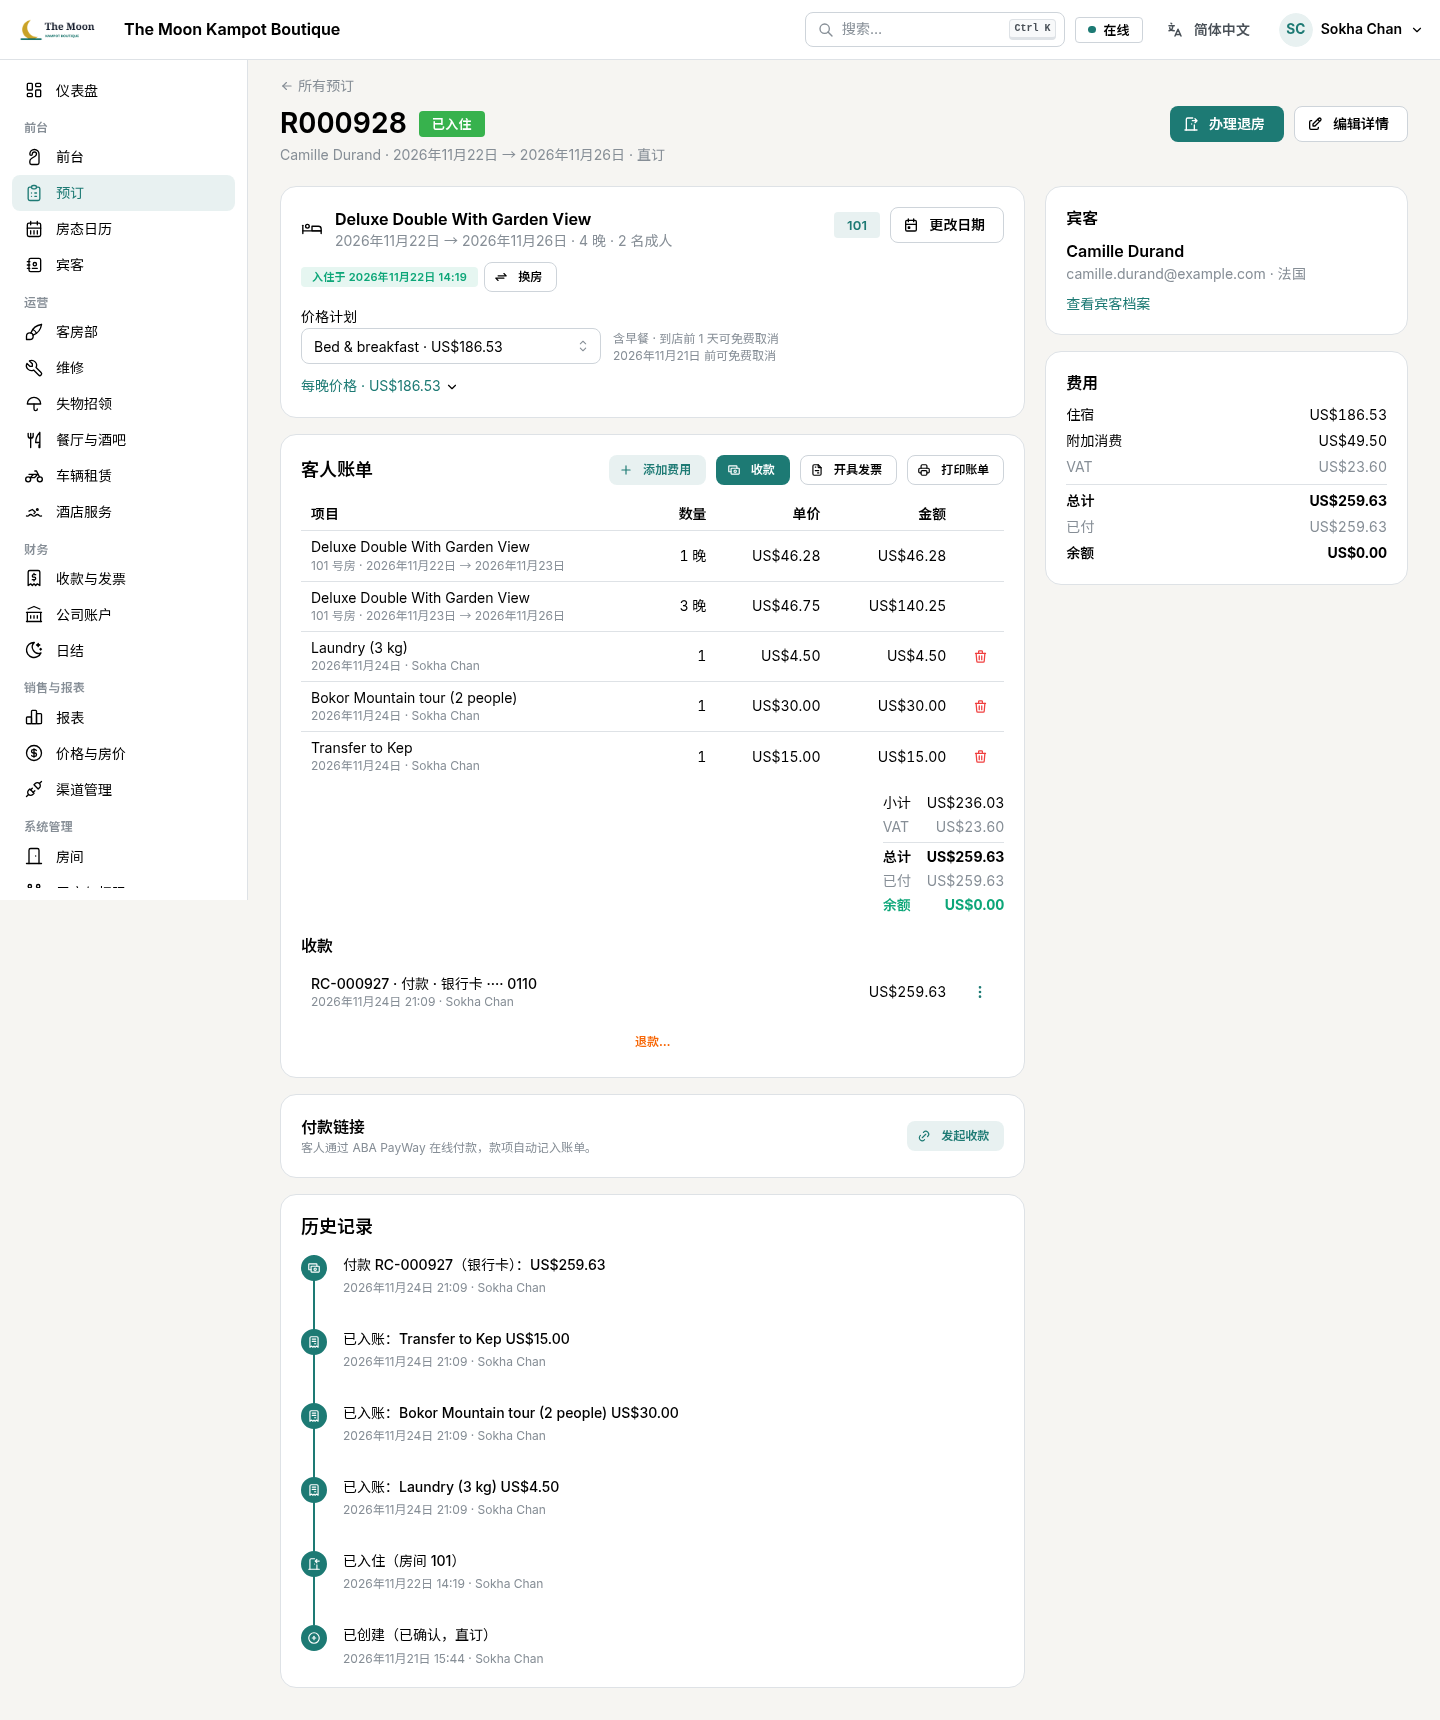 The Moon
KAMPOT BOUTIQUE
The Moon Kampot Boutique
搜索...
Ctrl K
在线
简体中文
SC
Sokha Chan
仪表盘
前台
前台
预订
房态日历
宾客
运营
客房部
维修
失物招领
餐厅与酒吧
车辆租赁
酒店服务
财务
收款与发票
公司账户
日结
销售与报表
报表
价格与房价
渠道管理
系统管理
房间
← 所有预订
R000928
已入住
办理退房
编辑详情
Camille Durand · 2026年11月22日 → 2026年11月26日 · 直订
Deluxe Double With Garden View
2026年11月22日 → 2026年11月26日 · 4 晚 · 2 名成人
101
更改日期
入住于 2026年11月22日 14:19
换房
价格计划
Bed & breakfast · US$186.53
含早餐 · 到店前 1 天可免费取消
2026年11月21日 前可免费取消
每晚价格 · US$186.53
客人账单
添加费用
收款
开具发票
打印账单
项目 数量 单价 金额
Deluxe Double With Garden View 1 晚 US$46.28 US$46.28
101 号房 · 2026年11月22日 → 2026年11月23日
Deluxe Double With Garden View 3 晚 US$46.75 US$140.25
101 号房 · 2026年11月23日 → 2026年11月26日
Laundry (3 kg) 1 US$4.50 US$4.50
2026年11月24日 · Sokha Chan
Bokor Mountain tour (2 people) 1 US$30.00 US$30.00
2026年11月24日 · Sokha Chan
Transfer to Kep 1 US$15.00 US$15.00
2026年11月24日 · Sokha Chan
小计 US$236.03
VAT US$23.60
总计 US$259.63
已付 US$259.63
余额 US$0.00
收款
RC-000927 · 付款 · 银行卡 ···· 0110 US$259.63
2026年11月24日 21:09 · Sokha Chan
退款...
付款链接
客人通过 ABA PayWay 在线付款，款项自动记入账单。
发起收款
历史记录
付款 RC-000927（银行卡）：US$259.63
2026年11月24日 21:09 · Sokha Chan
已入账：Transfer to Kep US$15.00
2026年11月24日 21:09 · Sokha Chan
已入账：Bokor Mountain tour (2 people) US$30.00
2026年11月24日 21:09 · Sokha Chan
已入账：Laundry (3 kg) US$4.50
2026年11月24日 21:09 · Sokha Chan
已入住（房间 101）
2026年11月22日 14:19 · Sokha Chan
已创建（已确认，直订）
2026年11月21日 15:44 · Sokha Chan
宾客
Camille Durand
camille.durand@example.com · 法国
查看宾客档案
费用
住宿 US$186.53
附加消费 US$49.50
VAT US$23.60
总计 US$259.63
已付 US$259.63
余额 US$0.00